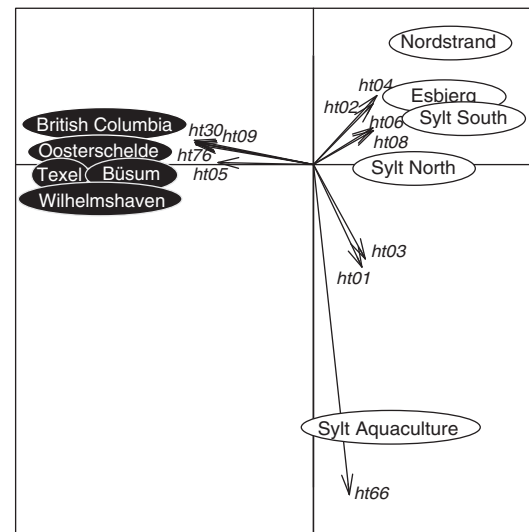 Nordstrand
ht04
Esbjerg
ht02
Sylt South
British Columbia
ht30
ht09
ht06
ht08
Oosterschelde
ht76
Sylt North
Texel
Büsum
ht05
Wilhelmshaven
ht03
ht01
Sylt Aquaculture
ht66